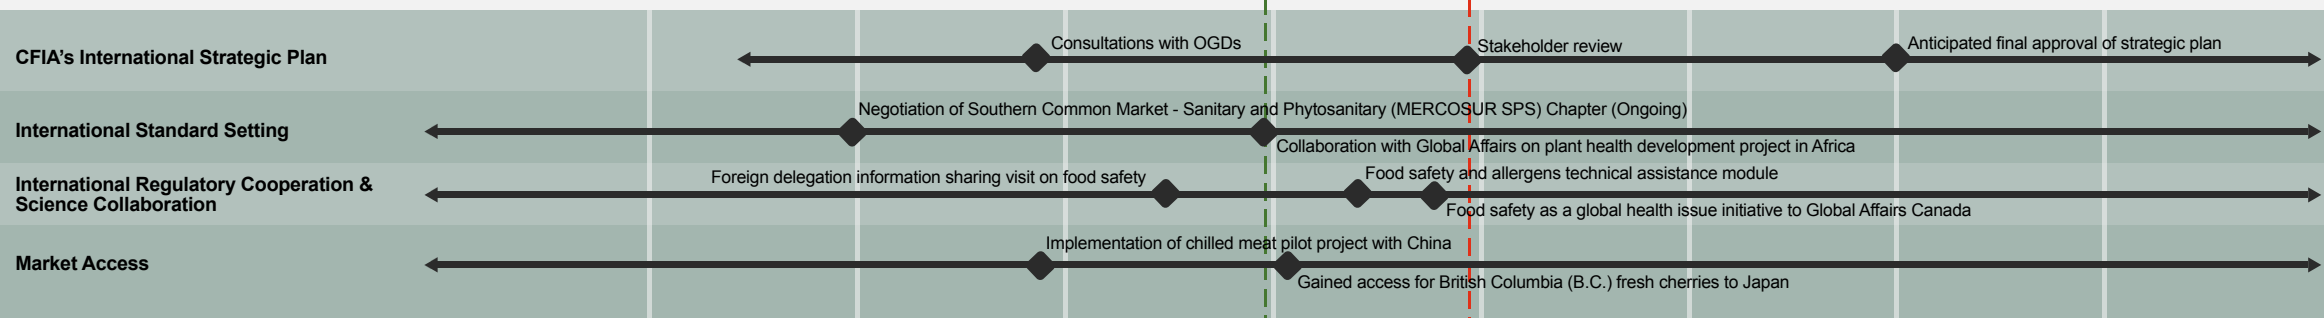 CFIA’s International Strategic Plan
Consultations with OGDs
Stakeholder review
Anticipated final approval of strategic plan
International Standard Setting
Negotiation of Southern Common Market - Sanitary and Phytosanitary (MERCOSUR SPS) Chapter (Ongoing)
Collaboration with Global Affairs on plant health development project in Africa
International Regulatory Cooperation &
Science Collaboration
Foreign delegation information sharing visit on food safety
Food safety and allergens technical assistance module
Food safety as a global health issue initiative to Global Affairs Canada
Market Access
Implementation of chilled meat pilot project with China
Gained access for British Columbia (B.C.) fresh cherries to Japan